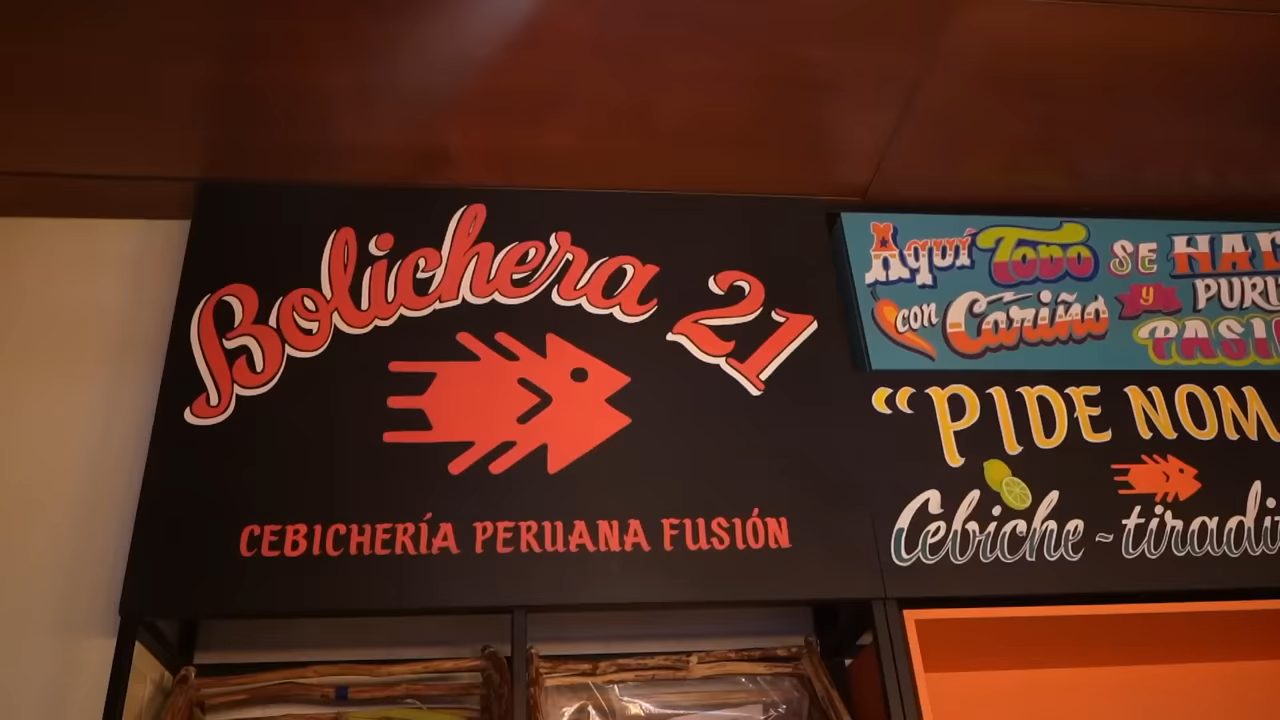 Bolichera 21
CEBICHERÍA PERUANA FUSIÓN
Aquí Todo SE
con Cariño y
"PIDE
Cebiche ~